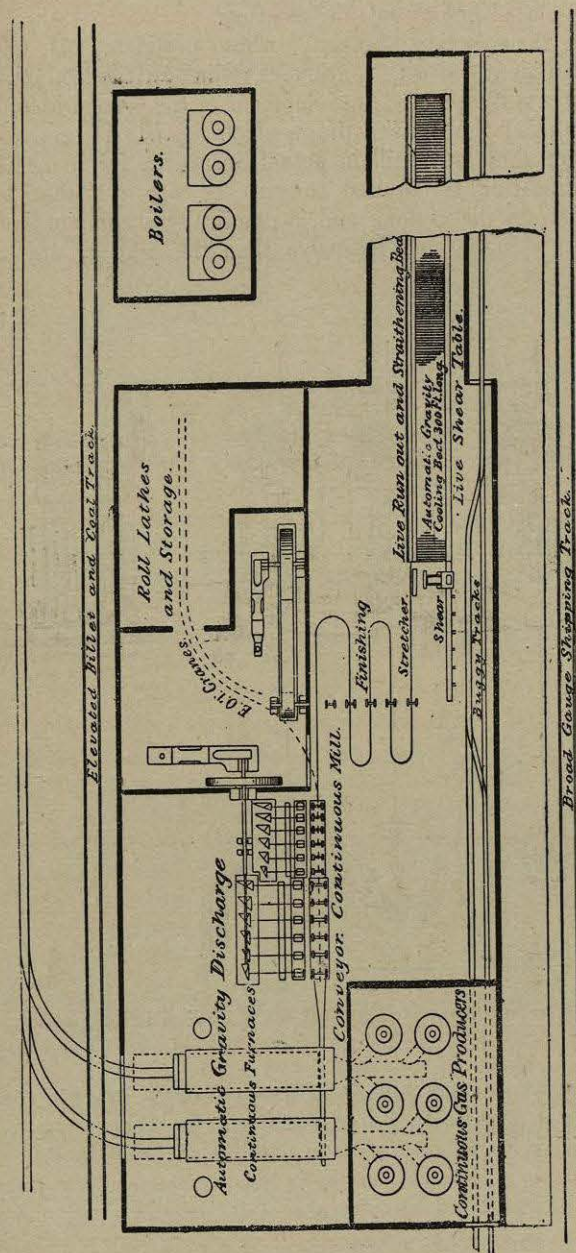 Elevated Billet and Coal Track.
Boilers.
Roll Lathes
and Storage.
E.O.T. Cranes.
Live Run out and Straithening Bed
Automatic Gravity
Cooling Bed 300 Ft. long
Live Shear Table.
Finishing
Stretcher.
Shear
Buggy Tracks
Broad Gauge Shipping Track.
Automatic Gravity Discharge
Continuous Furnaces
Conveyor. Continuous Mill.
Continuous Gas Producers